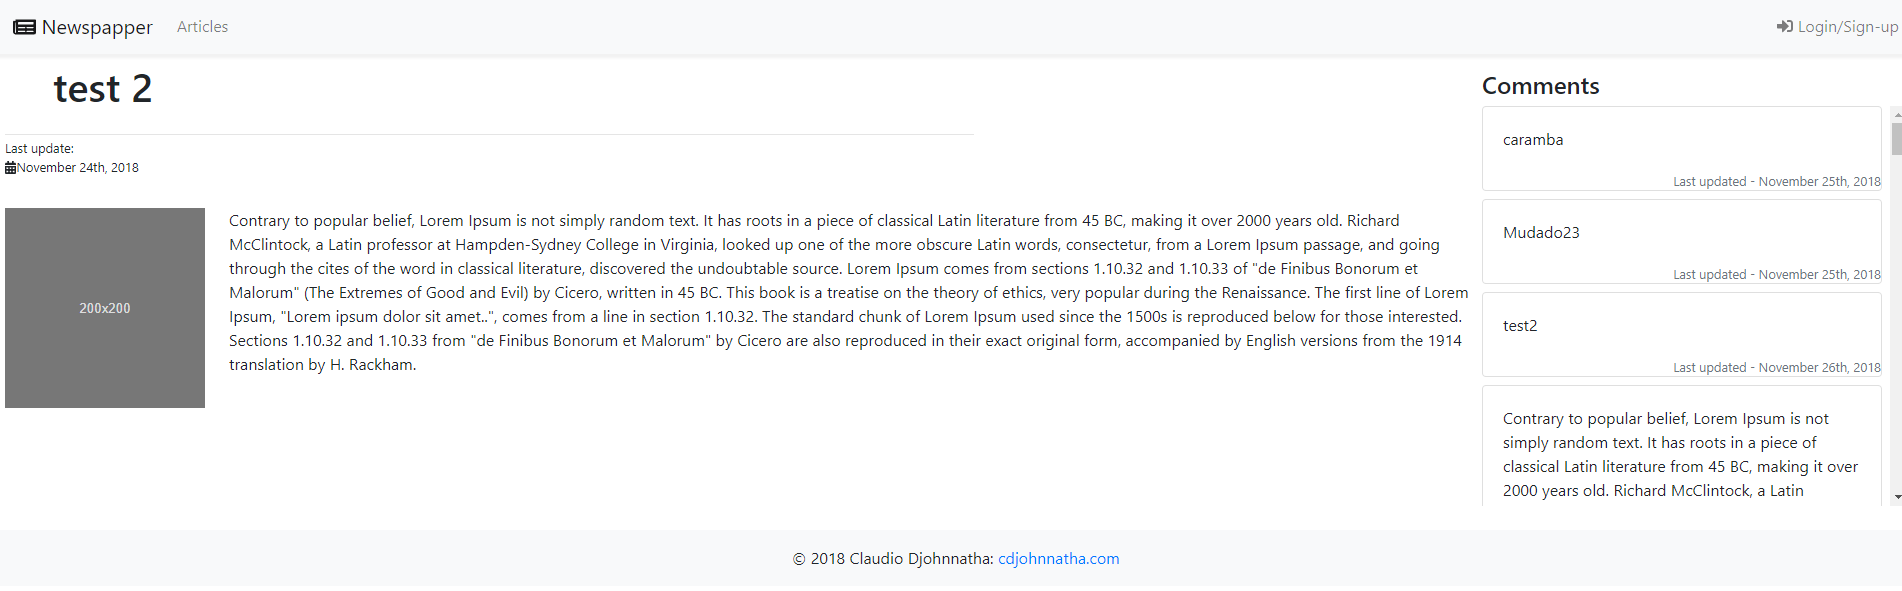 Newspapper Articles Login/Sign-up
test 2
Last update:
November 24th, 2018
200x200
Contrary to popular belief, Lorem Ipsum is not simply random text. It has roots in a piece of classical Latin literature from 45 BC, making it over 2000 years old. Richard
McClintock, a Latin professor at Hampden-Sydney College in Virginia, looked up one of the more obscure Latin words, consectetur, from a Lorem Ipsum passage, and going
through the cites of the word in classical literature, discovered the undoubtable source. Lorem Ipsum comes from sections 1.10.32 and 1.10.33 of "de Finibus Bonorum et
Malorum" (The Extremes of Good and Evil) by Cicero, written in 45 BC. This book is a treatise on the theory of ethics, very popular during the Renaissance. The first line of Lorem
Ipsum, "Lorem ipsum dolor sit amet..", comes from a line in section 1.10.32. The standard chunk of Lorem Ipsum used since the 1500s is reproduced below for those interested.
Sections 1.10.32 and 1.10.33 from "de Finibus Bonorum et Malorum" by Cicero are also reproduced in their exact original form, accompanied by English versions from the 1914
translation by H. Rackham.
Comments
caramba
Last updated - November 25th, 2018
Mudado23
Last updated - November 25th, 2018
test2
Last updated - November 26th, 2018
Contrary to popular belief, Lorem Ipsum is not
simply random text. It has roots in a piece of
classical Latin literature from 45 BC, making it over
2000 years old. Richard McClintock, a Latin
© 2018 Claudio Djohnnatha: cdjohnnatha.com